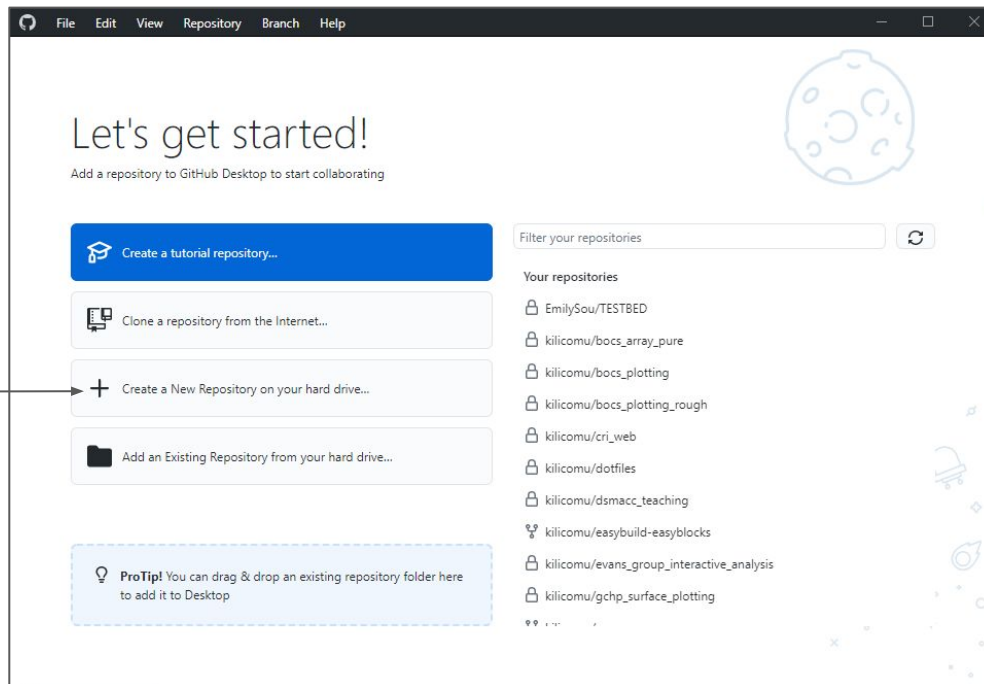 File Edit View Repository Branch Help
Let's get started!
Add a repository to GitHub Desktop to start collaborating
Create a tutorial repository...
Clone a repository from the Internet...
Create a New Repository on your hard drive...
Add an Existing Repository from your hard drive...
ProTip! You can drag & drop an existing repository folder here
to add it to Desktop
Filter your repositories
Your repositories
EmilySou/TESTBED
kilicomu/bocs_array_pure
kilicomu/bocs_plotting
kilicomu/bocs_plotting_rough
kilicomu/cri_web
kilicomu/dotfiles
kilicomu/dsmacc_teaching
kilicomu/easybuild-easyblocks
kilicomu/evans_group_interactive_analysis
kilicomu/gchp_surface_plotting